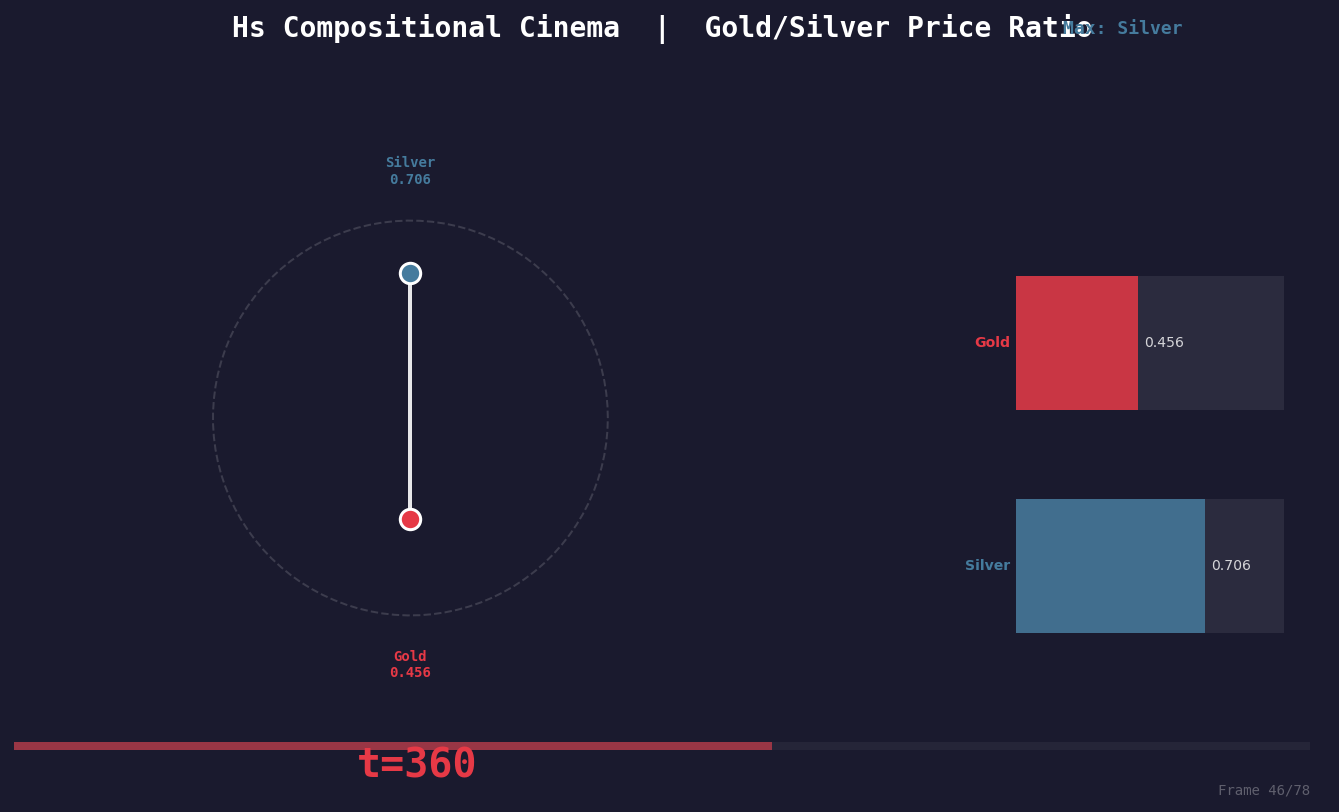 Hs Compositional Cinema | Gold/Silver Price Ratio
Max: Silver
Silver
0.706
Gold
0.456
Gold
0.456
Silver
0.706
t=360
Frame 46/78